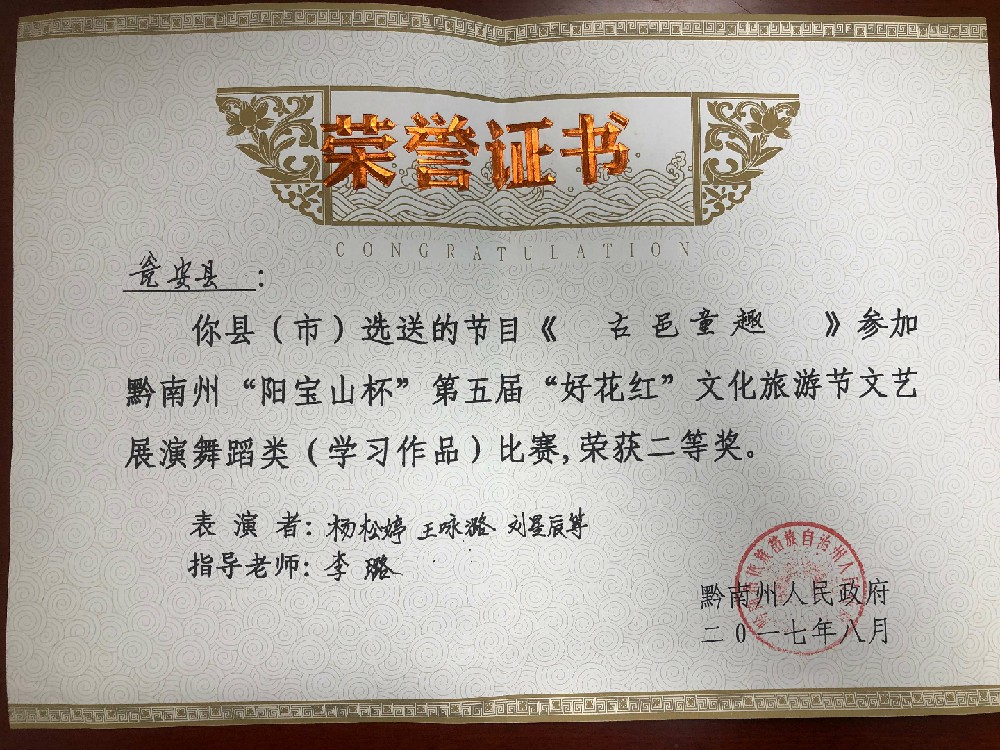 荣誉证书
CONGRATULATION
瓮安县：
你县（市）选送的节目《 古邑童趣 》参加
黔南州“阳宝山杯”第五届“好花红”文化旅游节文艺
展演舞蹈类（学习作品）比赛,荣获二等奖。
表演者：杨松婷 王咏潞 刘星辰等
指导老师：李璐
黔南州人民政府
二〇一七年八月